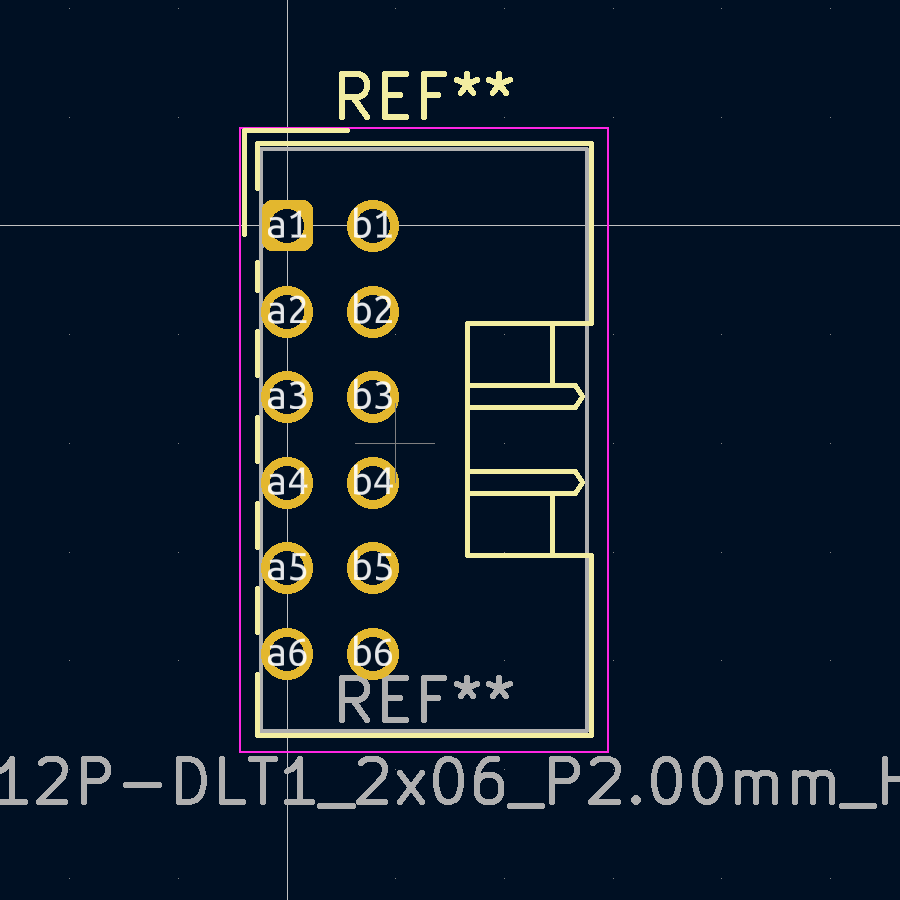 REF**
a1 b1
a2 b2
a3 b3
a4 b4
a5 b5
a6 b6
REF**
12P-DLT1_2x06_P2.00mm_H